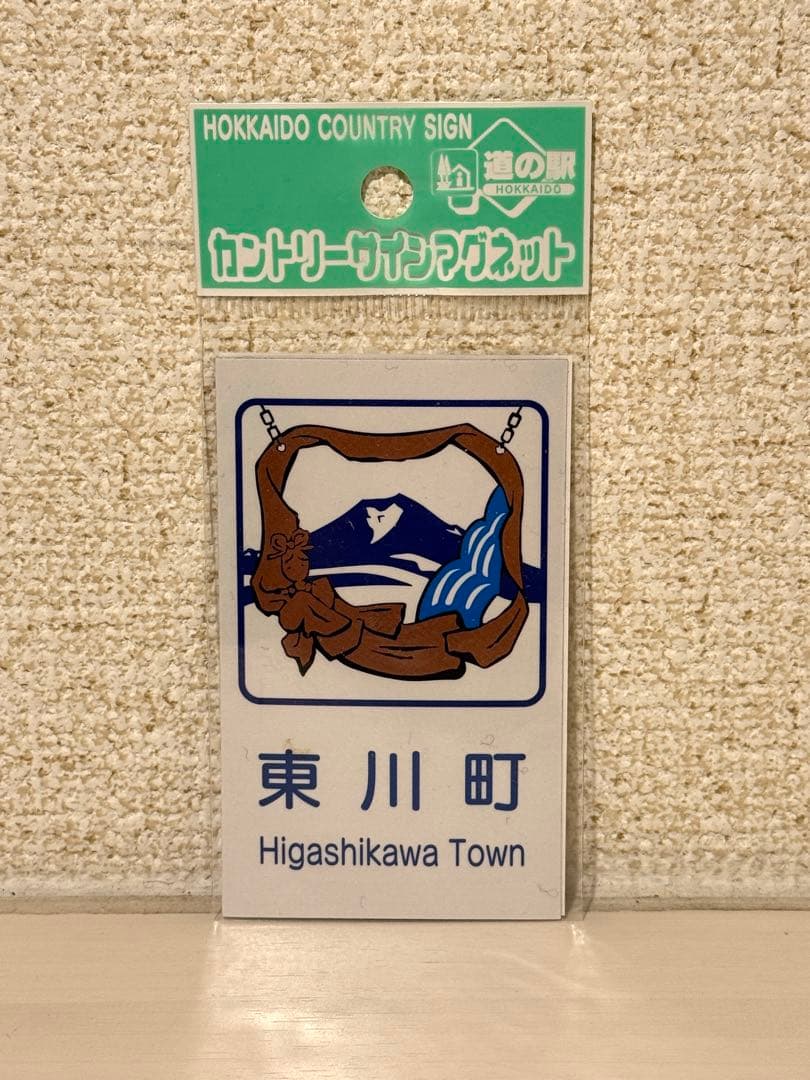 HOKKAIDO COUNTRY SIGN
道の駅
HOKKAIDO
カントリーサインマグネット
東川町
Higashikawa Town